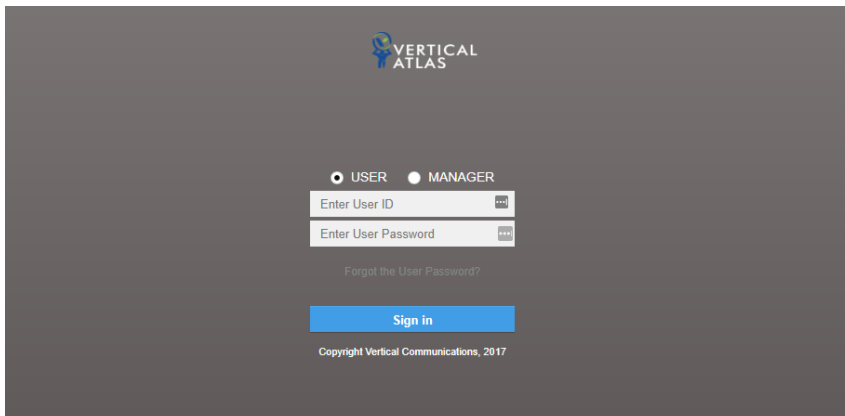 VERTICAL
ATLAS
USER MANAGER
Enter User ID
Enter User Password
Forgot the User Password?
Sign in
Copyright Vertical Communications, 2017